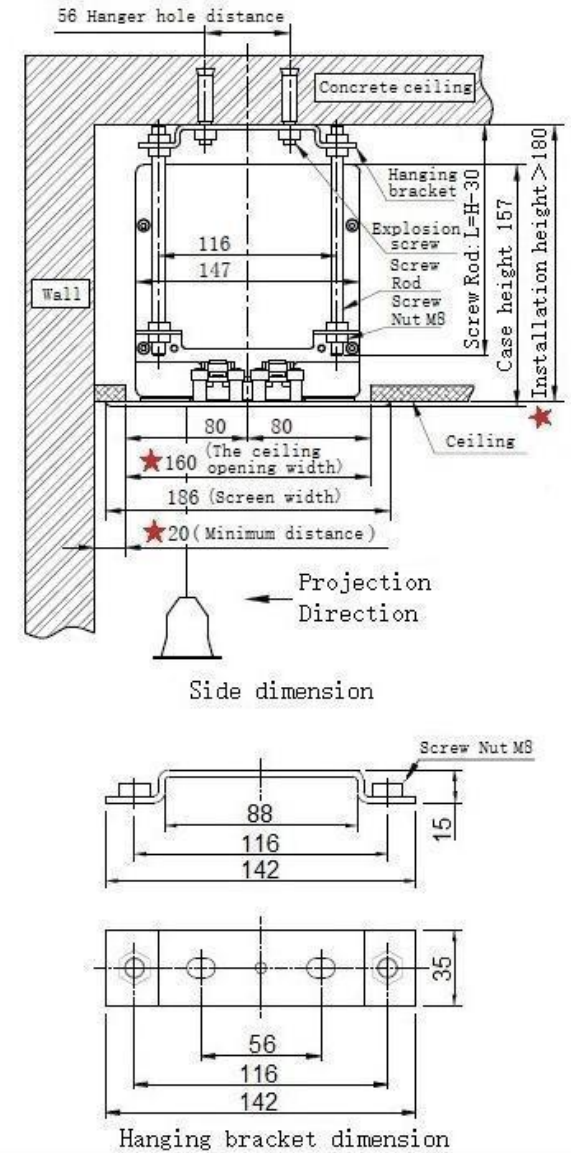 56 Hanger hole distance
Concrete ceiling
Hanging
bracket
Explosion
screw
116
147
Screw
Rod
Screw
Nut M8
Wall
Screw Rod: L=H-30
Case height 157
★Installation height>180
80
80
Ceiling
★160 (The ceiling
opening width)
186 (Screen width)
★20 (Minimum distance)
Projection
Direction
Side dimension
Screw Nut M8
88
15
116
142
35
56
116
142
Hanging bracket dimension